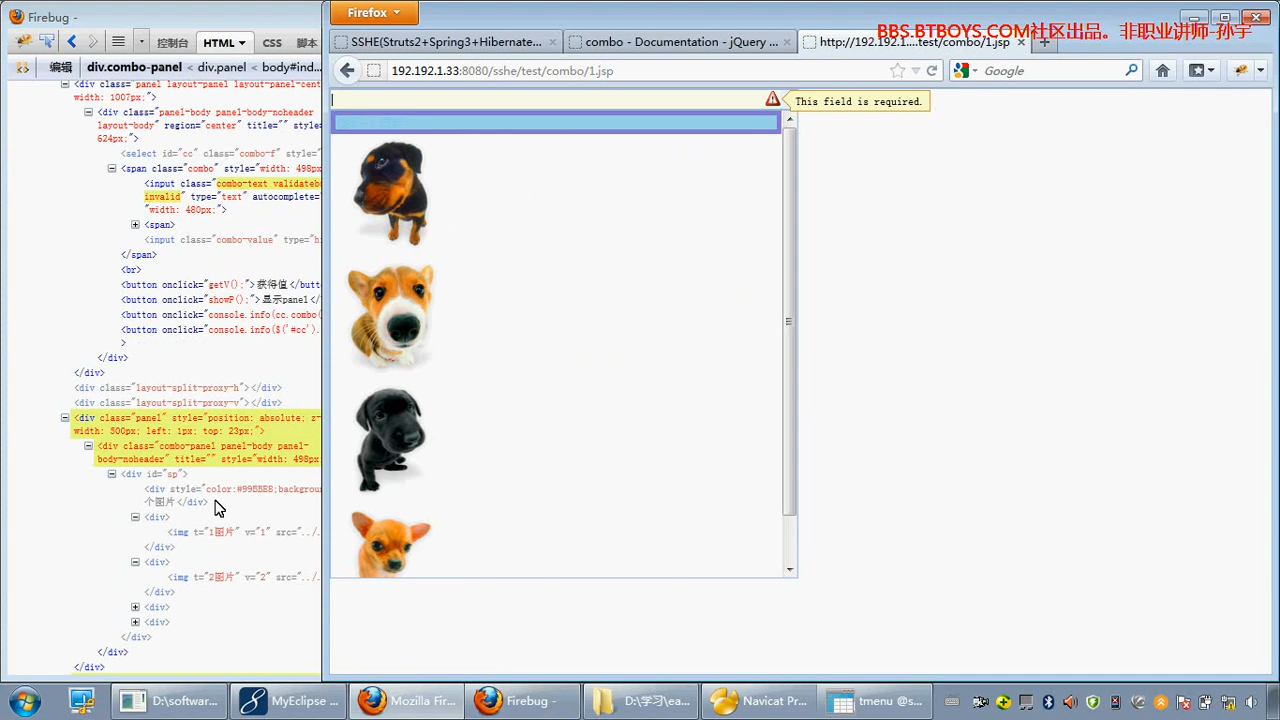 Firebug -
Firefox
BBS.BTBOYS.COM社区出品。非职业讲师-孙宇
控制台 HTML CSS 脚本
SSHE(Struts2+Spring3+Hibernate...
combo - Documentation - jQuery ...
http://192.192.1....test/combo/1.jsp
编辑 div.combo-panel < div.panel < body#ind
192.192.1.33:8080/sshe/test/combo/1.jsp
Google
<div class="panel layout-panel layout-panel-cent
width: 1007px;">
<div class="panel-body panel-body-noheader
layout-body" region="center" title="" style=
624px;">
<select id="cc" class="combo-f" style="
<span class="combo" style="width: 498px;
<input class="combo-text validatebo
invalid" type="text" autocomplete="
"width: 480px;">
<span>
<input class="combo-value" type="hi
</span>
<br>
<button onclick="getV();">获得值</bu
<button onclick="showP();">显示panel</
<button onclick="console.info(cc.combo(
<button onclick="console.info($('#cc').
>
</div>
</div>
<div class="layout-split-proxy-h"></div>
<div class="layout-split-proxy-v"></div>
<div class="panel" style="position: absolute; z-
width: 500px; left: 1px; top: 23px;">
<div class="combo-panel panel-body panel-
body-noheader" title="" style="width: 498px
<div id="sp">
<div style="color:#99BBE8;backgroun
个图片</div>
<div>
<img t="1图片" v="1" src="../.
</div>
<div>
<img t="2图片" v="2" src="../.
</div>
<div>
<div>
</div>
</div>
</div>
This field is required.
D:\softwar...
MyEclipse ...
Mozilla Fir...
Firebug -
D:\学习\ea...
Navicat Pr...
tmenu @s...